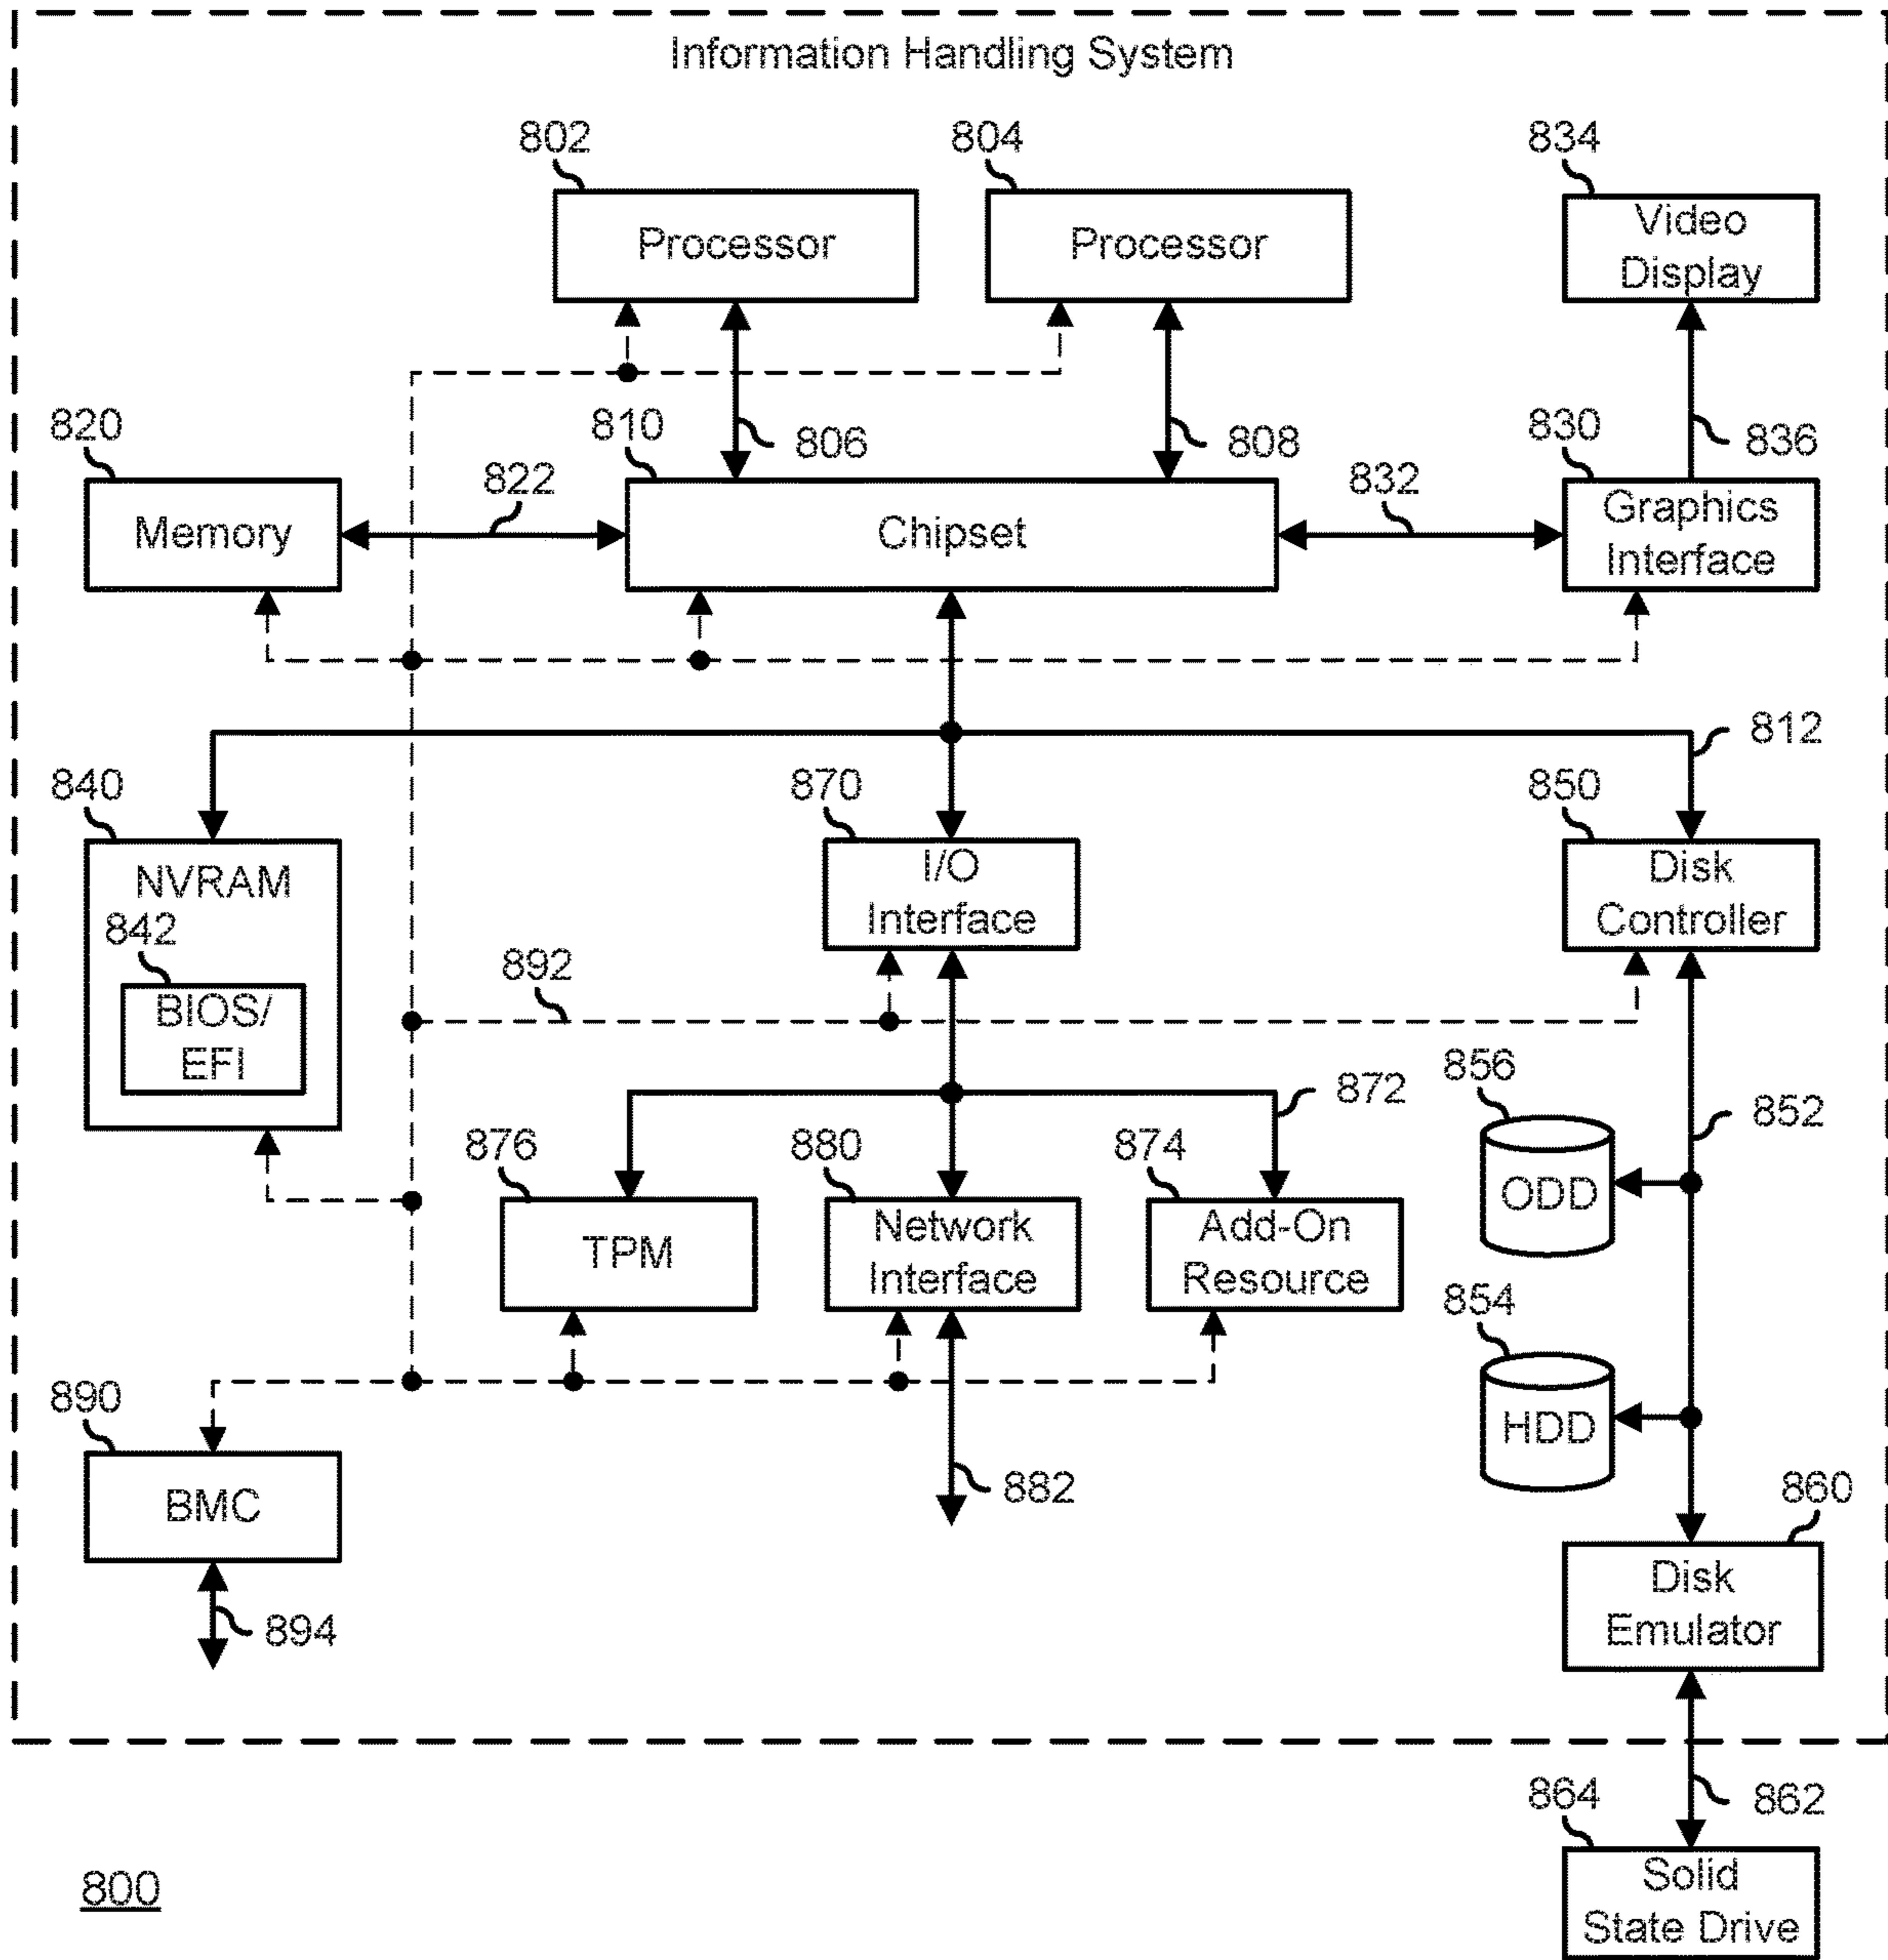 Information Handling System
802
804
834
Processor
Processor
Video
Display
820
810
806
808
830
836
822
832
Memory
Chipset
Graphics
Interface
812
840
870
850
NVRAM
I/O
Interface
Disk
Controller
842
892
BIOS/
EFI
856
872
852
876
880
874
ODD
TPM
Network
Interface
Add-On
Resource
854
890
HDD
882
860
BMC
894
Disk
Emulator
864
862
800
Solid
State Drive